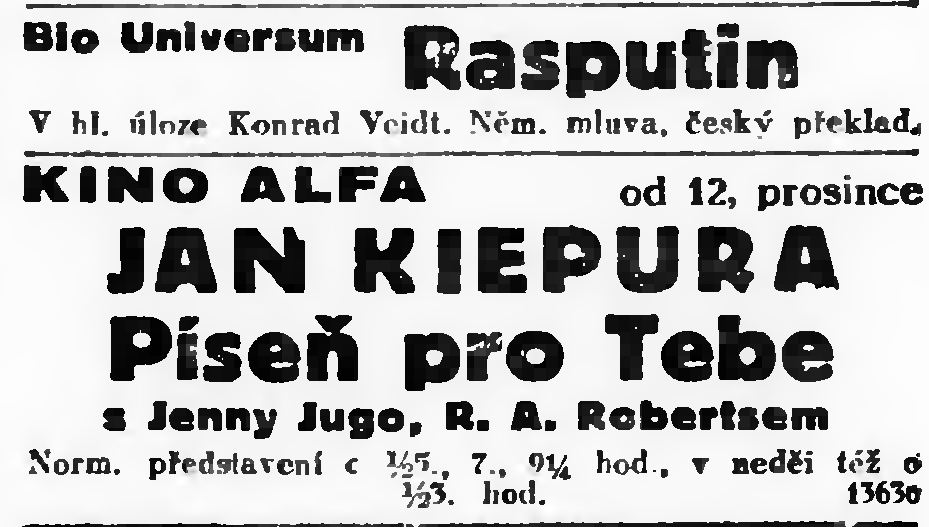 Bio Universum Rasputin
V hl. úloze Konrad Veidt. Něm. mluva, český překlad.
KINO ALFA od 12, prosince
JAN KIEPURA
Píseň pro Tebe
s Jenny Jugo, R. A. Robertsem
Norm. představení c ½5., 7., 9¼ hod., v neděi též o
½3. hod. 13630